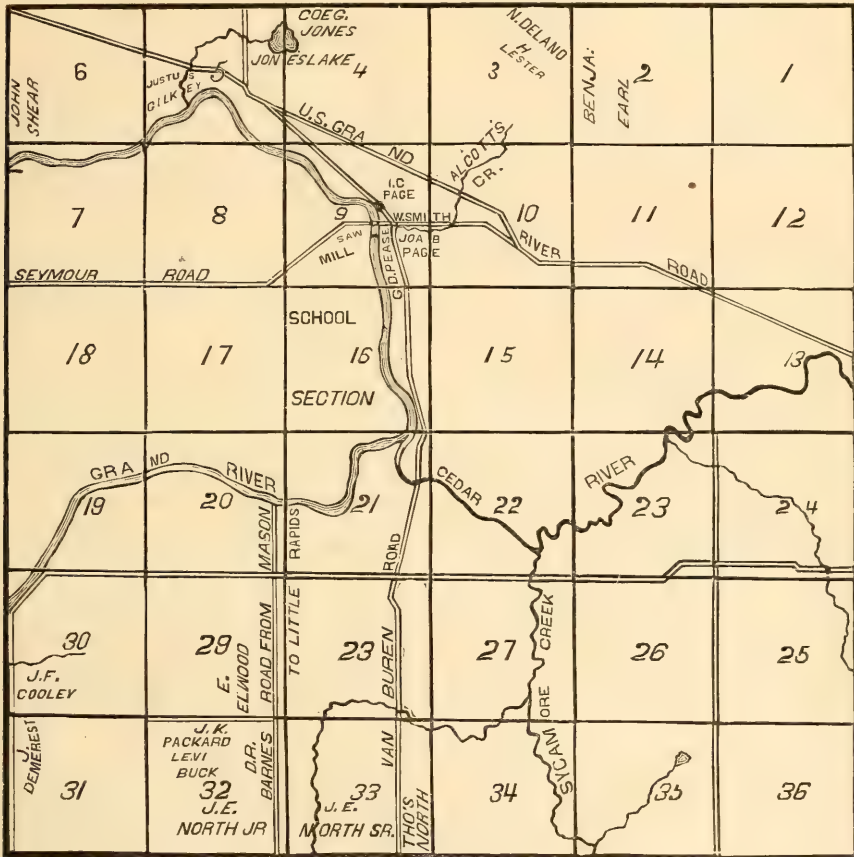 COEG.
JONES
JONESLAKE
N. DELANO
H
LESTER
BENJA:
EARL
JOHN
SHEAR
6
5
4
3
2
1
JUSTUS
GILKEY
U.S. GRAND RIVER ROAD
ALCOTT'S
CR.
I.C
PAGE
7
8
9
W. SMITH
10
11
12
SAW
MILL
G.D. PEASE
JOAB
PAGE
SEYMOUR ROAD
SCHOOL
SECTION
18
17
16
15
14
13
GRAND RIVER
CEDAR RIVER
19
20
21
22
23
24
ROAD FROM MASON
TO LITTLE RAPIDS
VAN BUREN ROAD
SYCAMORE CREEK
30
29
23
27
26
25
J.F.
COOLEY
E.
ELWOOD
J.
DEMEREST
J.K.
PACKARD
LEVI
BUCK
D.R.
BARNES
31
32
33
34
35
36
J.E.
NORTH JR
J.E.
NORTH SR.
THO'S
NORTH